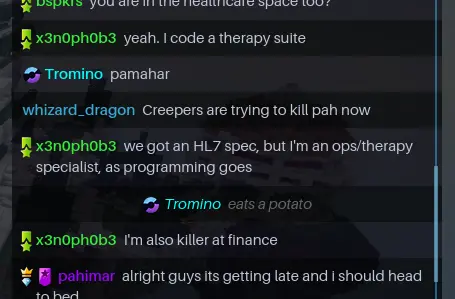 bspkrs you are in the healthcare space too?
x3n0ph0b3 yeah. I code a therapy suite
Tromino pamahar
whizard_dragon Creepers are trying to kill pah now
x3n0ph0b3 we got an HL7 spec, but I'm an ops/therapy
specialist, as programming goes
Tromino eats a potato
x3n0ph0b3 I'm also killer at finance
pahimar alright guys its getting late and i should head
to bed